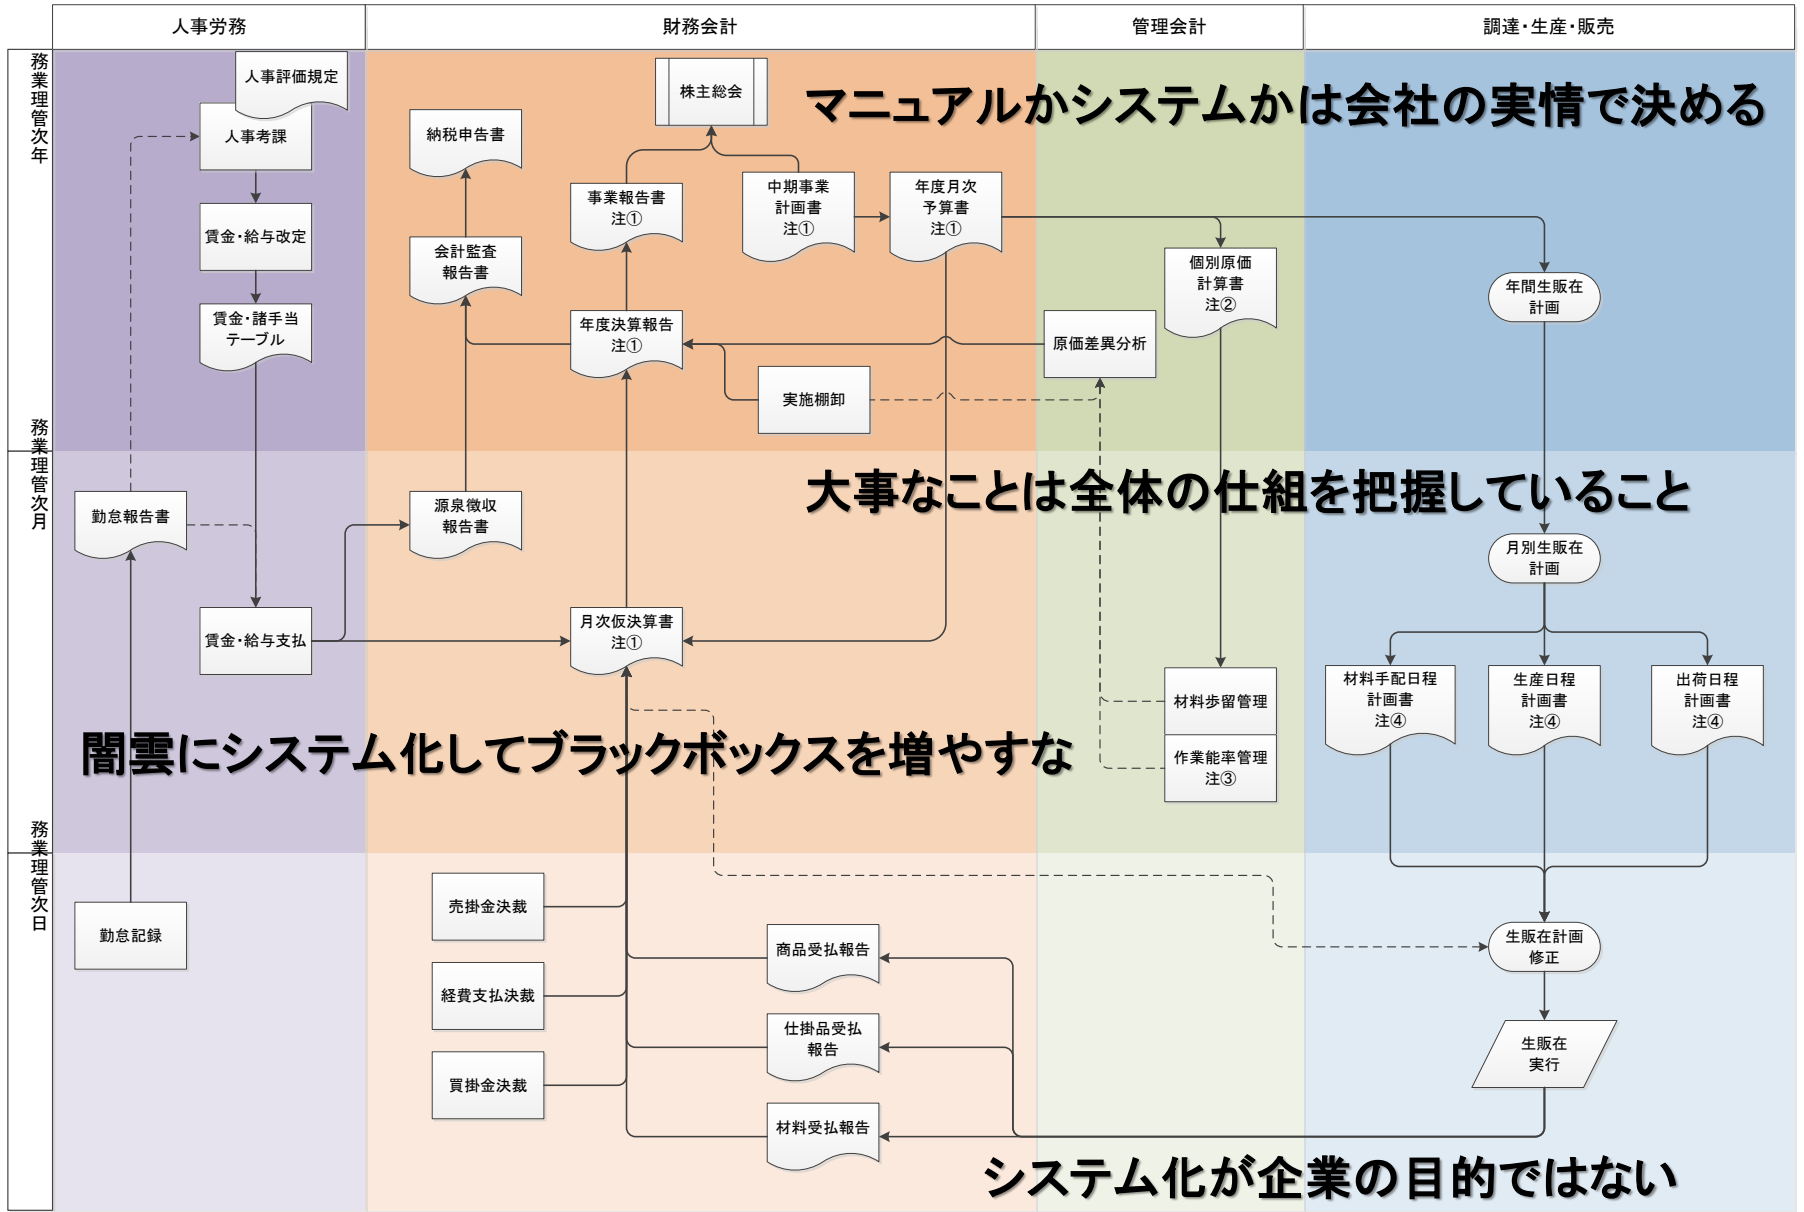 人事労務
財務会計
管理会計
調達・生産・販売
務業理管次年
務業理管次月
務業理管次日
マニュアルかシステムかは会社の実情で決める
人事評価規定
人事考課
賃金・給与改定
賃金・諸手当
テーブル
納税申告書
会計監査
報告書
株主総会
事業報告書
注①
中期事業
計画書
注①
年度月次
予算書
注①
年度決算報告
注①
実施棚卸
個別原価
計算書
注②
原価差異分析
年間生販在
計画
大事なことは全体の仕組を把握していること
勤怠報告書
賃金・給与支払
源泉徴収
報告書
月次仮決算書
注①
材料歩留管理
作業能率管理
注③
月別生販在
計画
材料手配日程
計画書
注④
生産日程
計画書
注④
出荷日程
計画書
注④
闇雲にシステム化してブラックボックスを増やすな
勤怠記録
売掛金決裁
経費支払決裁
買掛金決裁
商品受払報告
仕掛品受払
報告
材料受払報告
生販在計画
修正
生販在
実行
システム化が企業の目的ではない